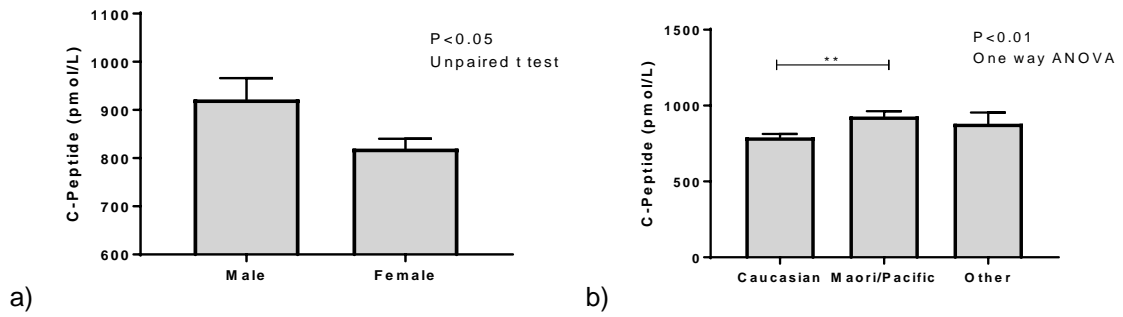 1100
1000
900
800
700
600
C-Peptide (pmol/L)
P<0.05
Unpaired t test
Male Female
a)
1500
1000
500
0
C-Peptide (pmol/L)
P<0.01
One way ANOVA
**
Caucasian Maori/Pacific Other
b)